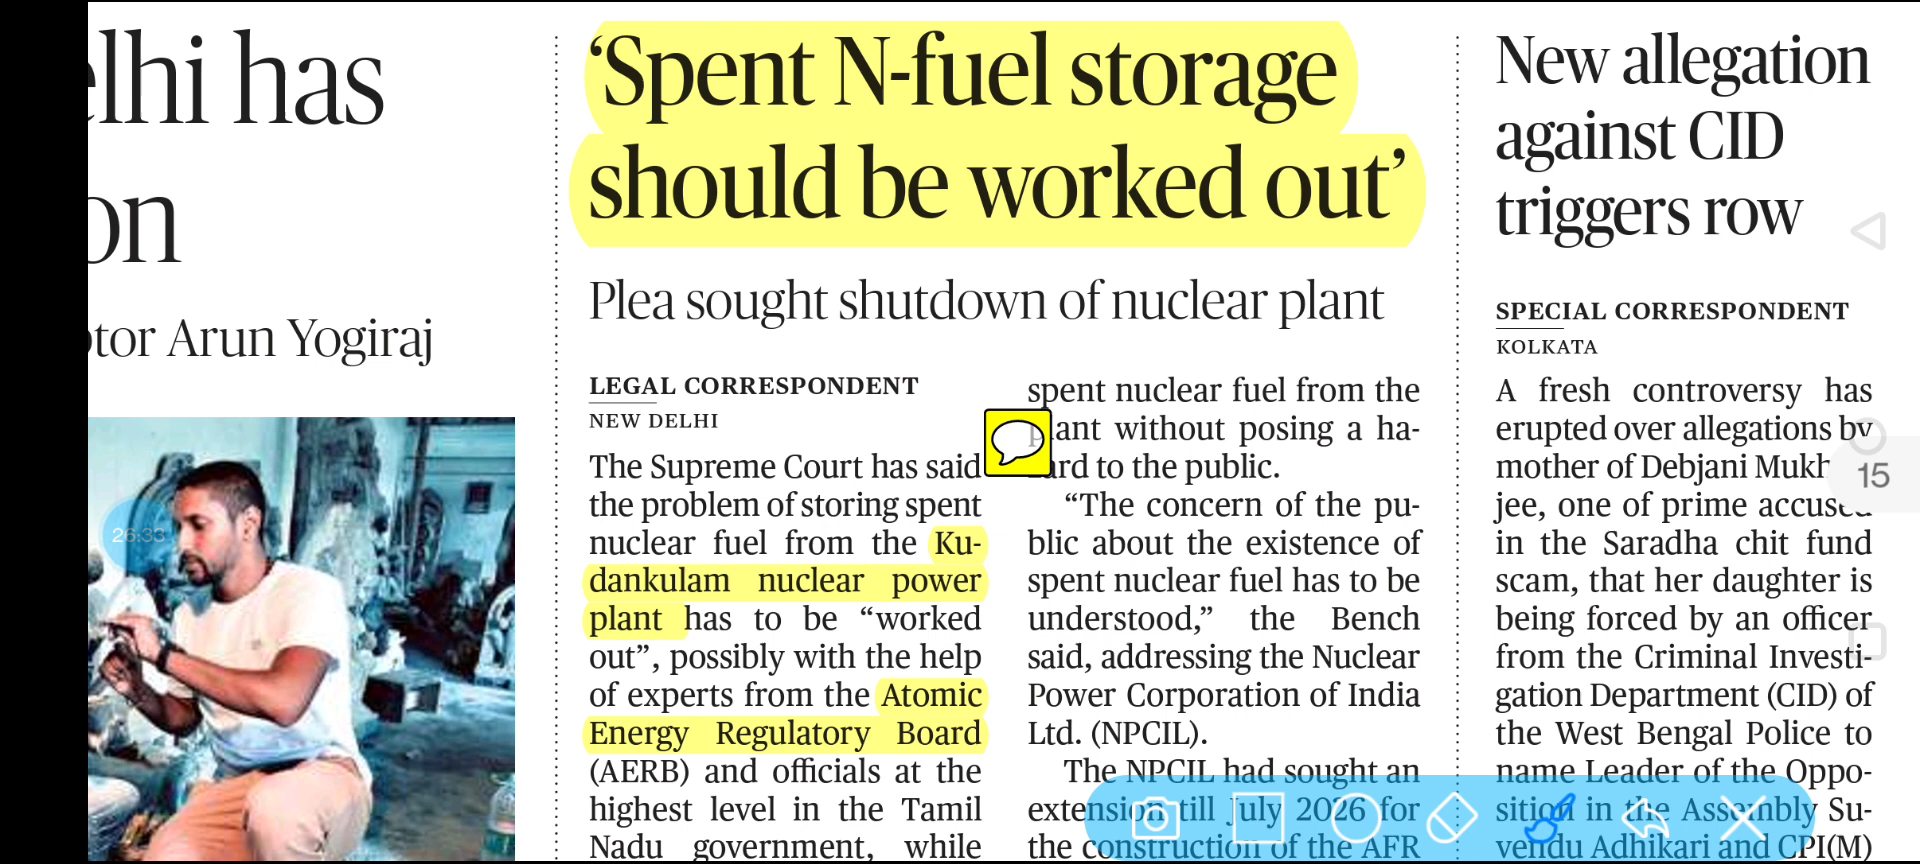 elhi has
on
ptor Arun Yogiraj
26:33
‘Spent N-fuel storage
should be worked out’
Plea sought shutdown of nuclear plant
LEGAL CORRESPONDENT
NEW DELHI
The Supreme Court has said
the problem of storing spent
nuclear fuel from the Ku-
dankulam nuclear power
plant has to be “worked
out”, possibly with the help
of experts from the Atomic
Energy Regulatory Board
(AERB) and officials at the
highest level in the Tamil
Nadu government, while
spent nuclear fuel from the
plant without posing a ha-
zard to the public.
“The concern of the pu-
blic about the existence of
spent nuclear fuel has to be
understood,” the Bench
said, addressing the Nuclear
Power Corporation of India
Ltd. (NPCIL).
The NPCIL had sought an
extension till July 2026 for
the construction of the AFR
New allegation
against CID
triggers row
SPECIAL CORRESPONDENT
KOLKATA
A fresh controversy has
erupted over allegations by
mother of Debjani Mukh
jee, one of prime accused
in the Saradha chit fund
scam, that her daughter is
being forced by an officer
from the Criminal Investi-
gation Department (CID) of
the West Bengal Police to
name Leader of the Oppo-
sition in the Assembly Su-
vendu Adhikari and CPI(M)
15